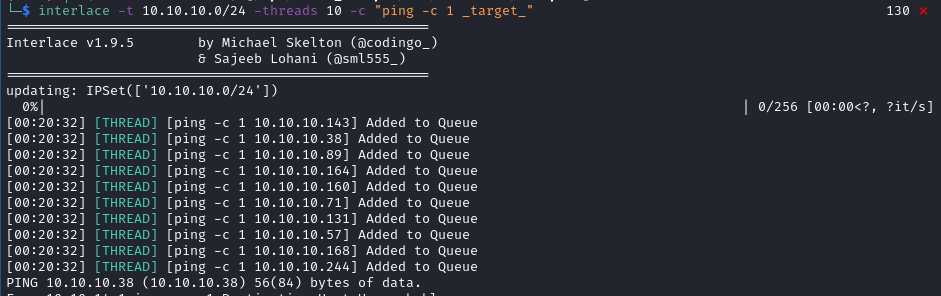 └─$ interlace -t 10.10.10.0/24 -threads 10 -c "ping -c 1 _target_" 130 ✘
==================================================
Interlace v1.9.5 by Michael Skelton (@codingo_)
& Sajeeb Lohani (@sml555_)
==================================================
updating: IPSet(['10.10.10.0/24'])
0%| | 0/256 [00:00<?, ?it/s]
[00:20:32] [THREAD] [ping -c 1 10.10.10.143] Added to Queue
[00:20:32] [THREAD] [ping -c 1 10.10.10.38] Added to Queue
[00:20:32] [THREAD] [ping -c 1 10.10.10.89] Added to Queue
[00:20:32] [THREAD] [ping -c 1 10.10.10.164] Added to Queue
[00:20:32] [THREAD] [ping -c 1 10.10.10.160] Added to Queue
[00:20:32] [THREAD] [ping -c 1 10.10.10.71] Added to Queue
[00:20:32] [THREAD] [ping -c 1 10.10.10.131] Added to Queue
[00:20:32] [THREAD] [ping -c 1 10.10.10.57] Added to Queue
[00:20:32] [THREAD] [ping -c 1 10.10.10.168] Added to Queue
[00:20:32] [THREAD] [ping -c 1 10.10.10.244] Added to Queue
PING 10.10.10.38 (10.10.10.38) 56(84) bytes of data.